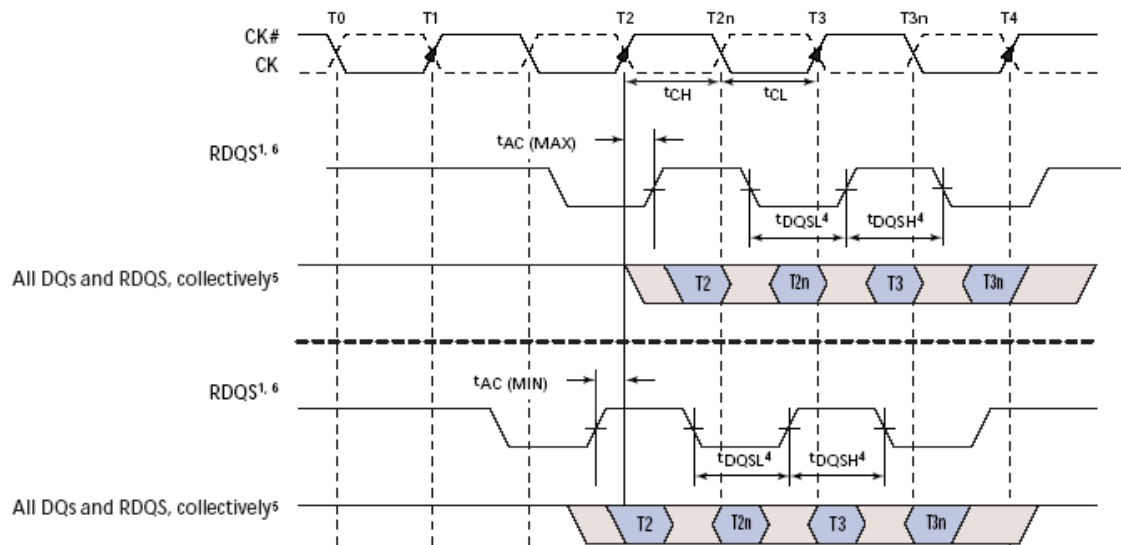 T0 T1 T2 T2n T3 T3n T4
CK#
CK
tCH tCL
tAC (MAX)
RDQS1, 6
tDQSL4 tDQSH4
All DQs and RDQS, collectively5
T2 T2n T3 T3n
tAC (MIN)
RDQS1, 6
tDQSL4 tDQSH4
All DQs and RDQS, collectively5
T2 T2n T3 T3n